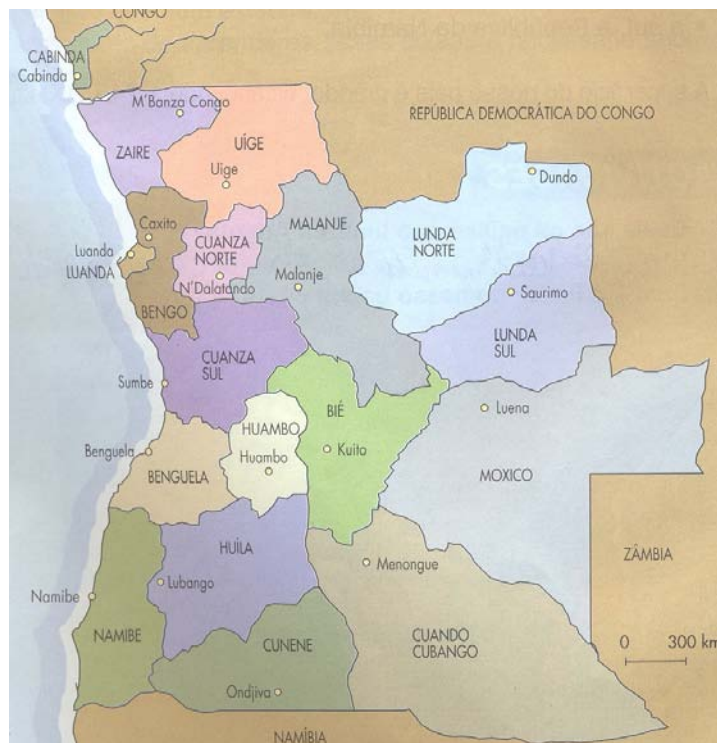 CONGO
CABINDA
Cabinda
M'Banza Congo
REPÚBLICA DEMOCRÁTICA DO CONGO
ZAIRE
UÍGE
Uige
Dundo
Caxito
CUANZA
NORTE
MALANJE
LUNDA
NORTE
Luanda
LUANDA
N'Dalatando
Malanje
Saurimo
BENGO
LUNDA
SUL
CUANZA
SUL
Sumbe
BIÉ
Luena
HUAMBO
Benguela
Kuito
Huambo
BENGUELA
MOXICO
HUÍLA
ZÂMBIA
Menongue
Lubango
Namibe
NAMIBE
CUNENE
CUANDO
CUBANGO
0 300 km
Ondjiva
NAMÍBIA